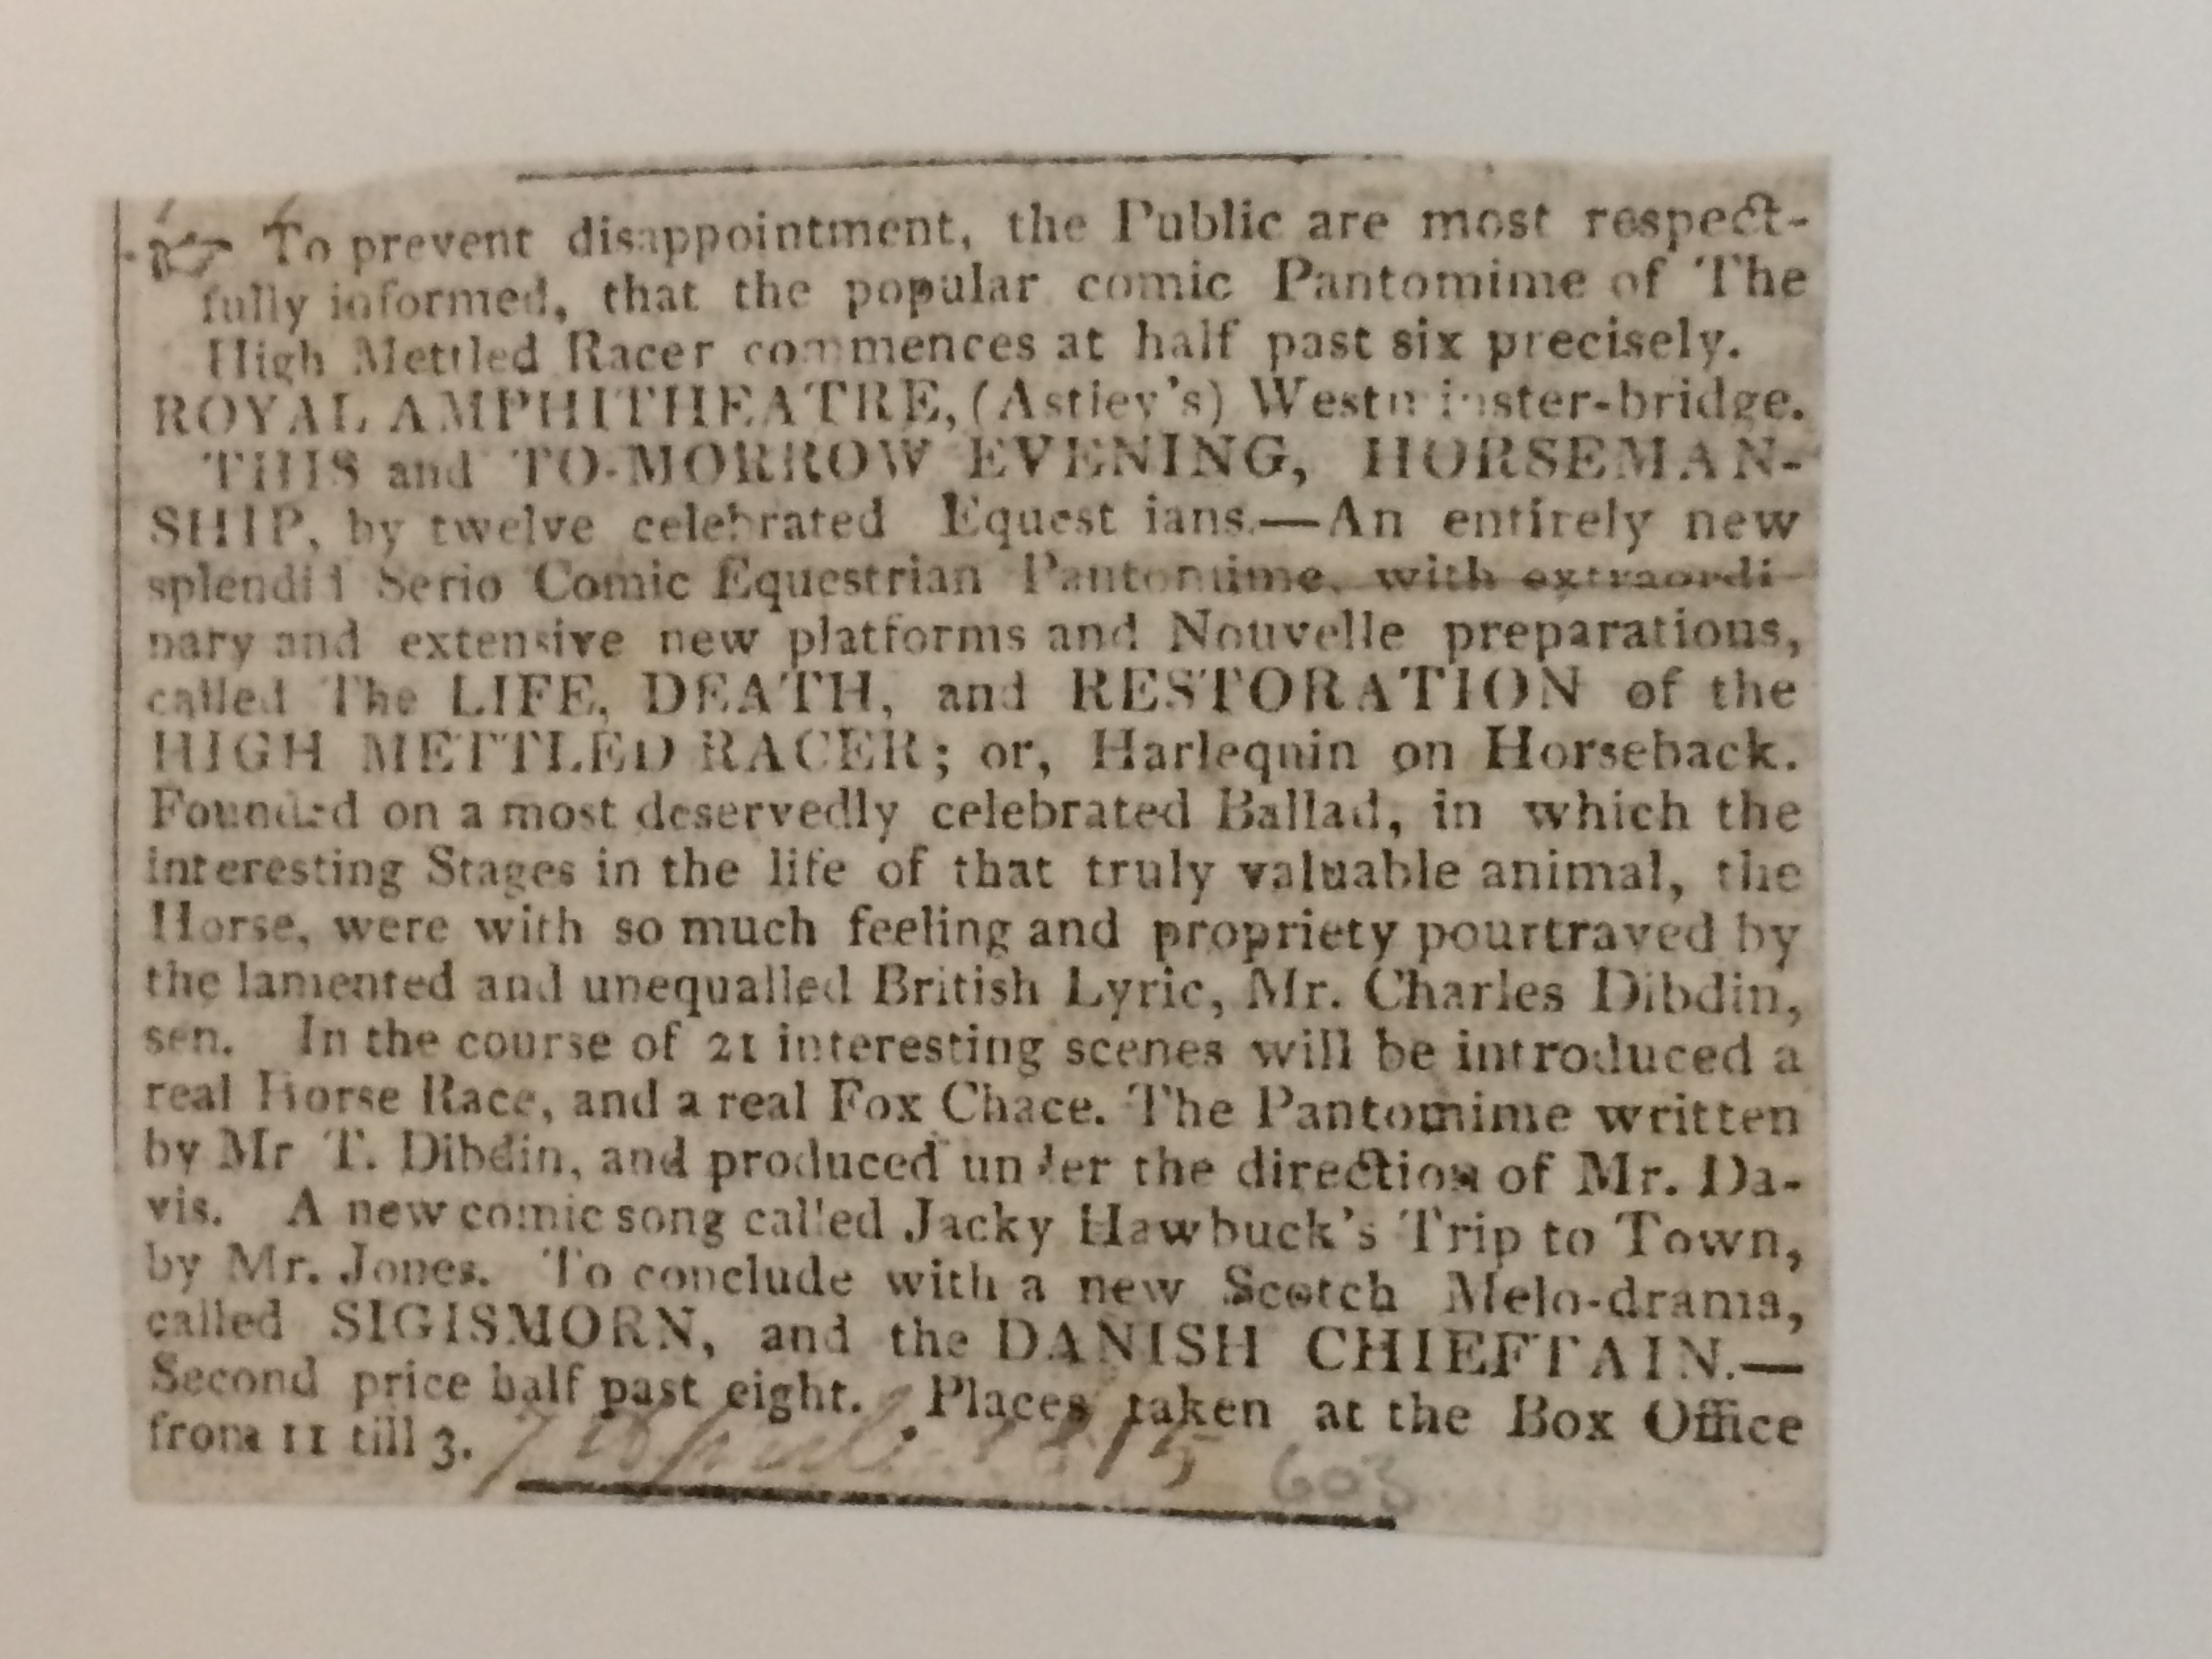 ☞ To prevent disappointment, the Public are most respect-
fully informed, that the popular comic Pantomime of The
High Mettled Racer commences at half past six precisely.
ROYAL AMPHITHEATRE, (Astley's) Westminster-bridge.
THIS and TO-MORROW EVENING, HORSEMAN-
SHIP, by twelve celebrated Equest ians.—An entirely new
splendid Serio Comic Equestrian Pantomime, with extraordi-
nary and extensive new platforms and Nouvelle preparations,
called The LIFE, DEATH, and RESTORATION of the
HIGH METTLED RACER; or, Harlequin on Horseback.
Founded on a most deservedly celebrated Ballad, in which the
interesting Stages in the life of that truly valuable animal, the
Horse, were with so much feeling and propriety pourtrayed by
the lamented and unequalled British Lyric, Mr. Charles Dibdin,
sen. In the course of 21 interesting scenes will be introduced a
real Horse Race, and a real Fox Chace. The Pantomime written
by Mr T. Dibdin, and produced under the direction of Mr. Da-
vis. A new comic song called Jacky Hawbuck's Trip to Town,
by Mr. Jones. To conclude with a new Scotch Melo-drama,
called SIGISMORN, and the DANISH CHIEFTAIN.—
Second price half past eight. Places taken at the Box Office
from 11 till 3.
7 April 1815 603